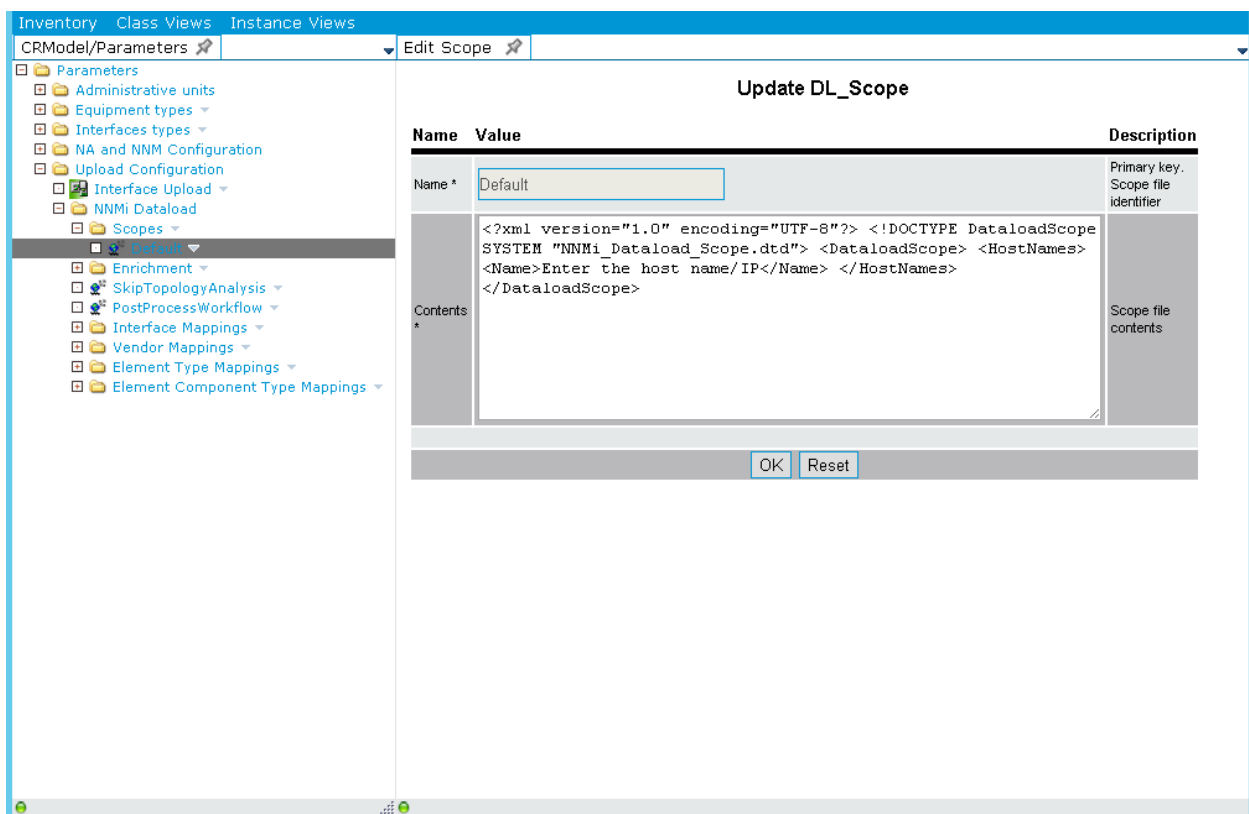 Inventory Class Views Instance Views
CRModel/Parameters
Edit Scope
Parameters
Administrative units
Equipment types
Interfaces types
NA and NNM Configuration
Upload Configuration
Interface Upload
NNMi Dataload
Scopes
Default
Enrichment
SkipTopologyAnalysis
PostProcessWorkflow
Interface Mappings
Vendor Mappings
Element Type Mappings
Element Component Type Mappings
Update DL_Scope
Name Value Description
Name *
Default
Primary key.
Scope file
identifier
Contents
*
<?xml version="1.0" encoding="UTF-8"?> <!DOCTYPE DataloadScope
SYSTEM "NNMi_Dataload_Scope.dtd"> <DataloadScope> <HostNames>
<Name>Enter the host name/IP</Name> </HostNames>
</DataloadScope>
Scope file
contents
OK Reset